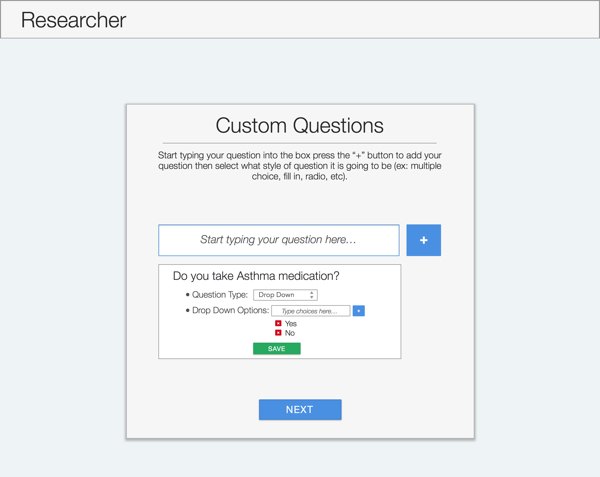 Researcher
Custom Questions
Start typing your question into the box press the “+” button to add your
question then select what style of question it is going to be (ex: multiple
choice, fill in, radio, etc).
Start typing your question here... +
Do you take Asthma medication?
• Question Type: Drop Down
• Drop Down Options: Type choices here... +
Yes
No
SAVE
NEXT